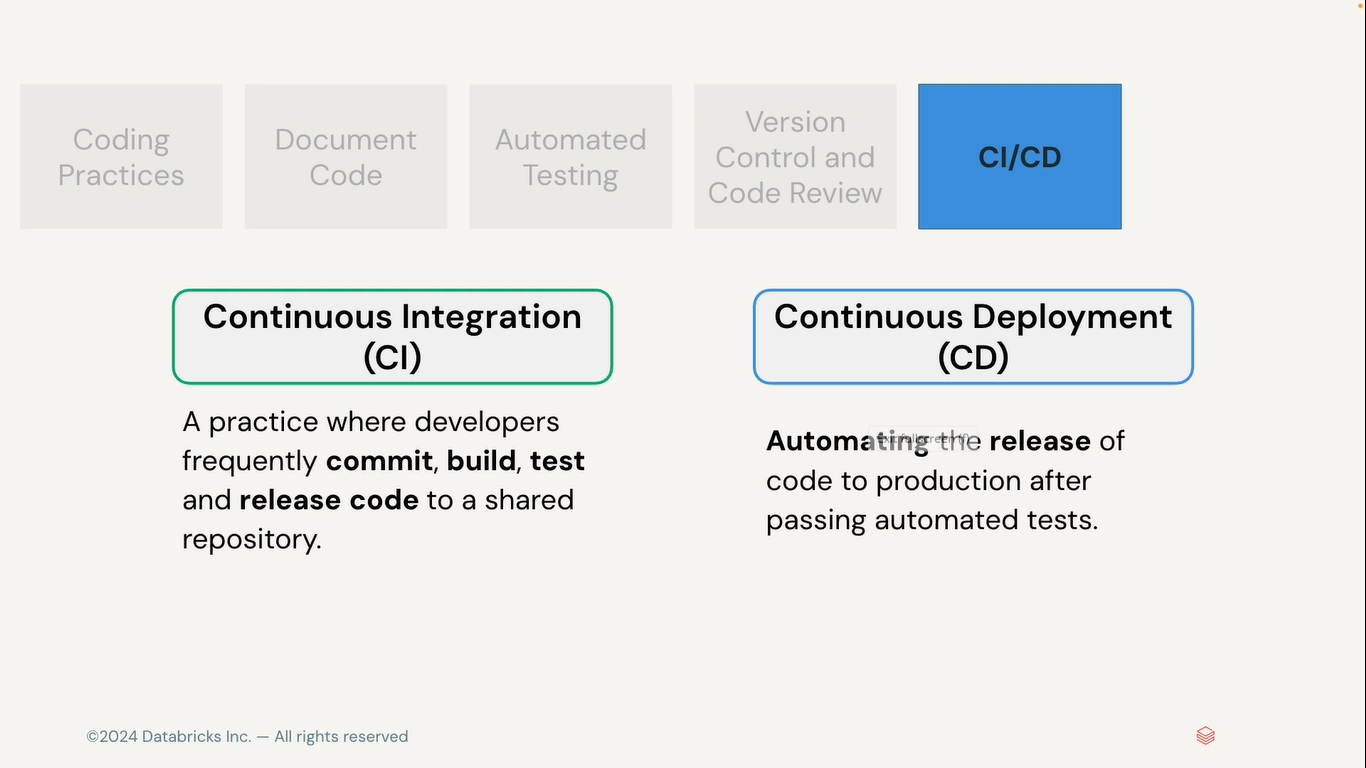 Coding
Practices
Document
Code
Automated
Testing
Version
Control and
Code Review
CI/CD
Continuous Integration
(CI)
Continuous Deployment
(CD)
A practice where developers
frequently commit, build, test
and release code to a shared
repository.
Automating the release of
code to production after
passing automated tests.
©2024 Databricks Inc. — All rights reserved